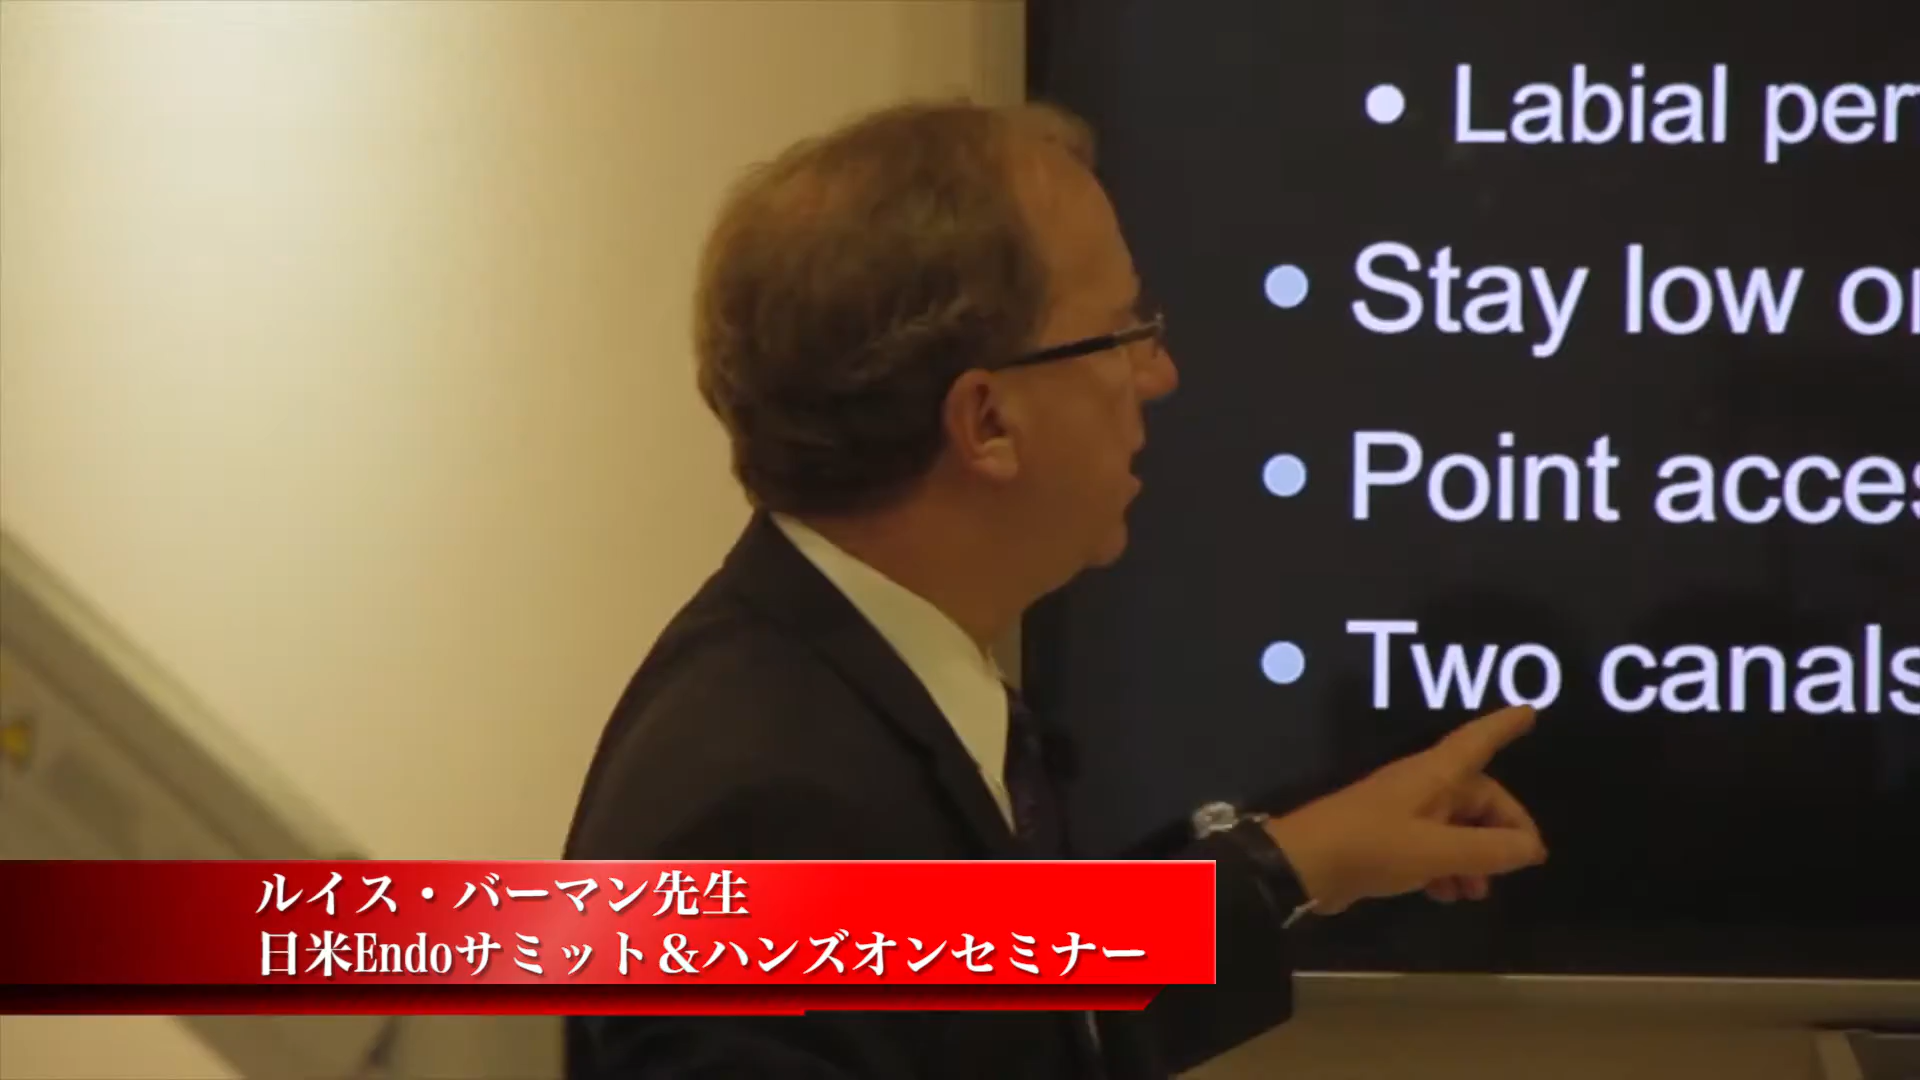 • Labial per
• Stay low
• Point acces
• Two canals
ルイス・バーマン先生
日米Endoサミット＆ハンズオンセミナー